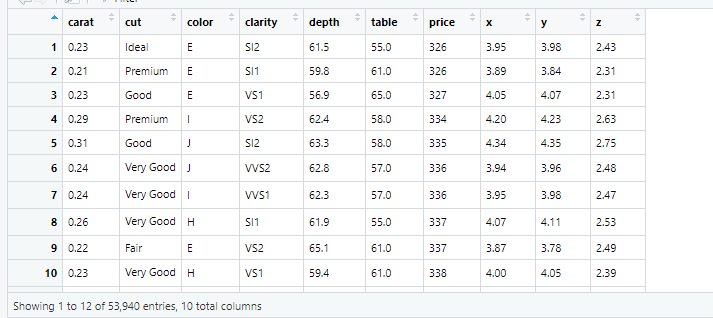 Filter
carat cut color clarity depth table price x y z
1 0.23 Ideal E SI2 61.5 55.0 326 3.95 3.98 2.43
2 0.21 Premium E SI1 59.8 61.0 326 3.89 3.84 2.31
3 0.23 Good E VS1 56.9 65.0 327 4.05 4.07 2.31
4 0.29 Premium I VS2 62.4 58.0 334 4.20 4.23 2.63
5 0.31 Good J SI2 63.3 58.0 335 4.34 4.35 2.75
6 0.24 Very Good J VVS2 62.8 57.0 336 3.94 3.96 2.48
7 0.24 Very Good I VVS1 62.3 57.0 336 3.95 3.98 2.47
8 0.26 Very Good H SI1 61.9 55.0 337 4.07 4.11 2.53
9 0.22 Fair E VS2 65.1 61.0 337 3.87 3.78 2.49
10 0.23 Very Good H VS1 59.4 61.0 338 4.00 4.05 2.39
Showing 1 to 12 of 53,940 entries, 10 total columns